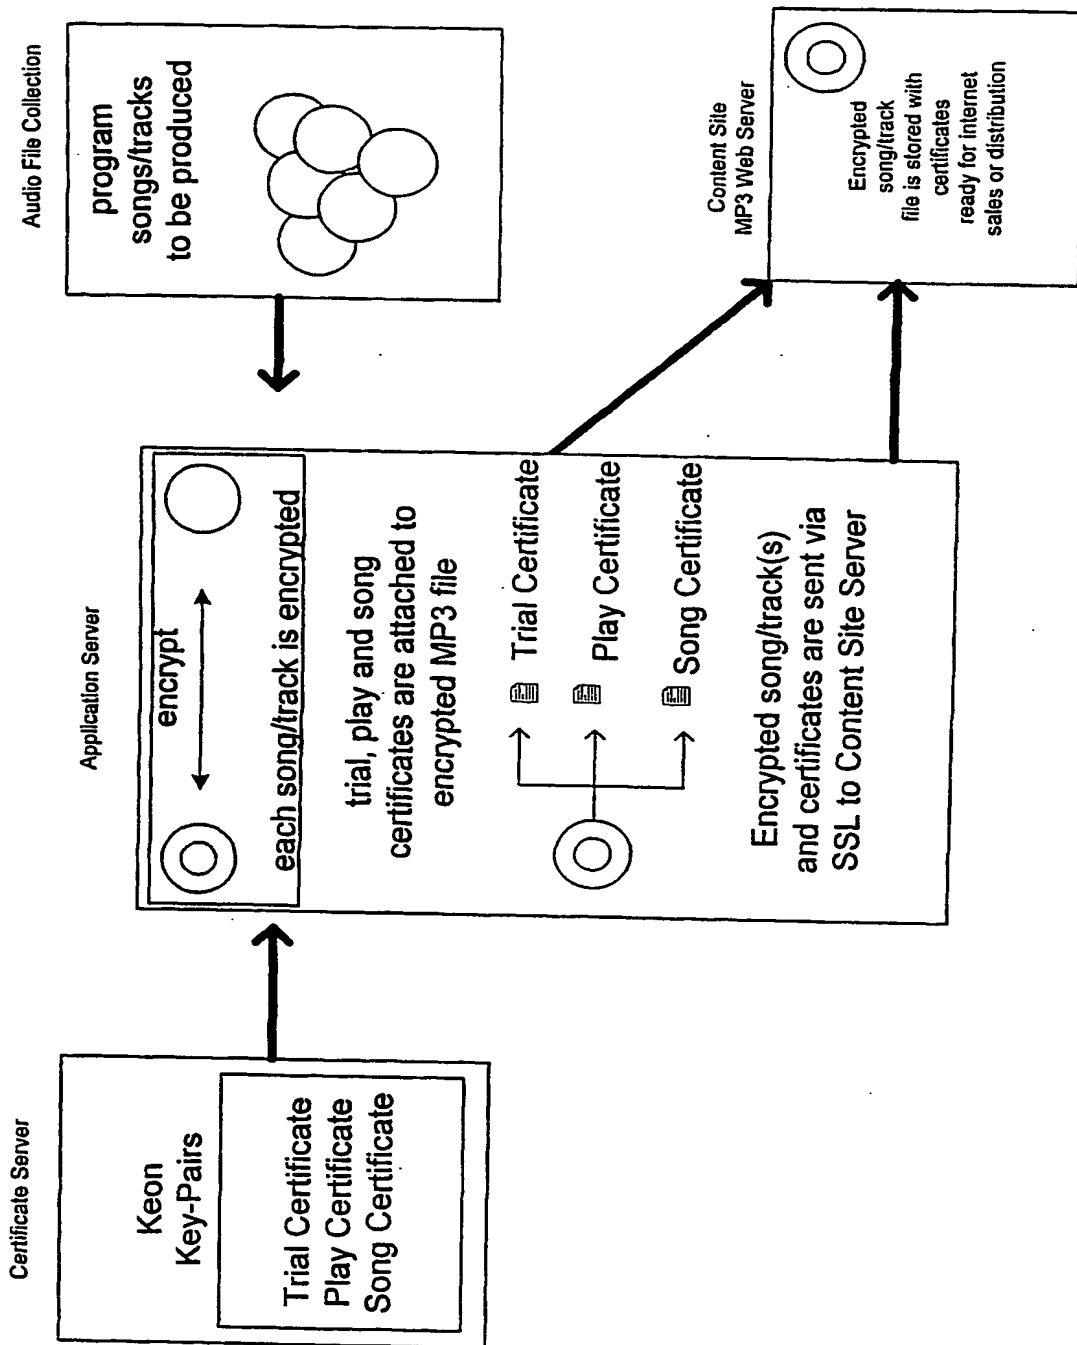 Certificate Server
Keon
Key-Pairs
Trial Certificate
Play Certificate
Song Certificate
Application Server
encrypt
each song/track is encrypted
trial, play and song
certificates are attached to
encrypted MP3 file
Trial Certificate
Play Certificate
Song Certificate
Encrypted song/track(s)
and certificates are sent via
SSL to Content Site Server
Audio File Collection
program
songs/tracks
to be produced
Content Site
MP3 Web Server
Encrypted
song/track
file is stored with
certificates
ready for internet
sales or distribution